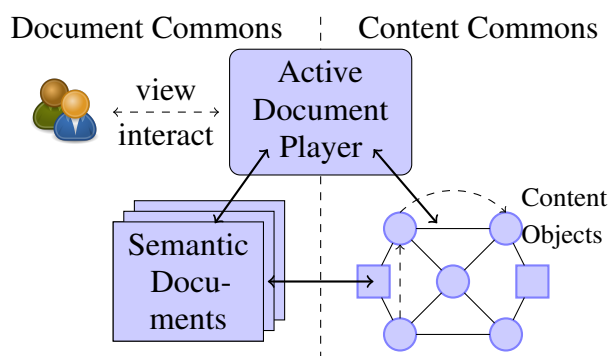 Document Commons
Content Commons
Active
Document
Player
view
interact
Content
Objects
Semantic
Docu-
ments